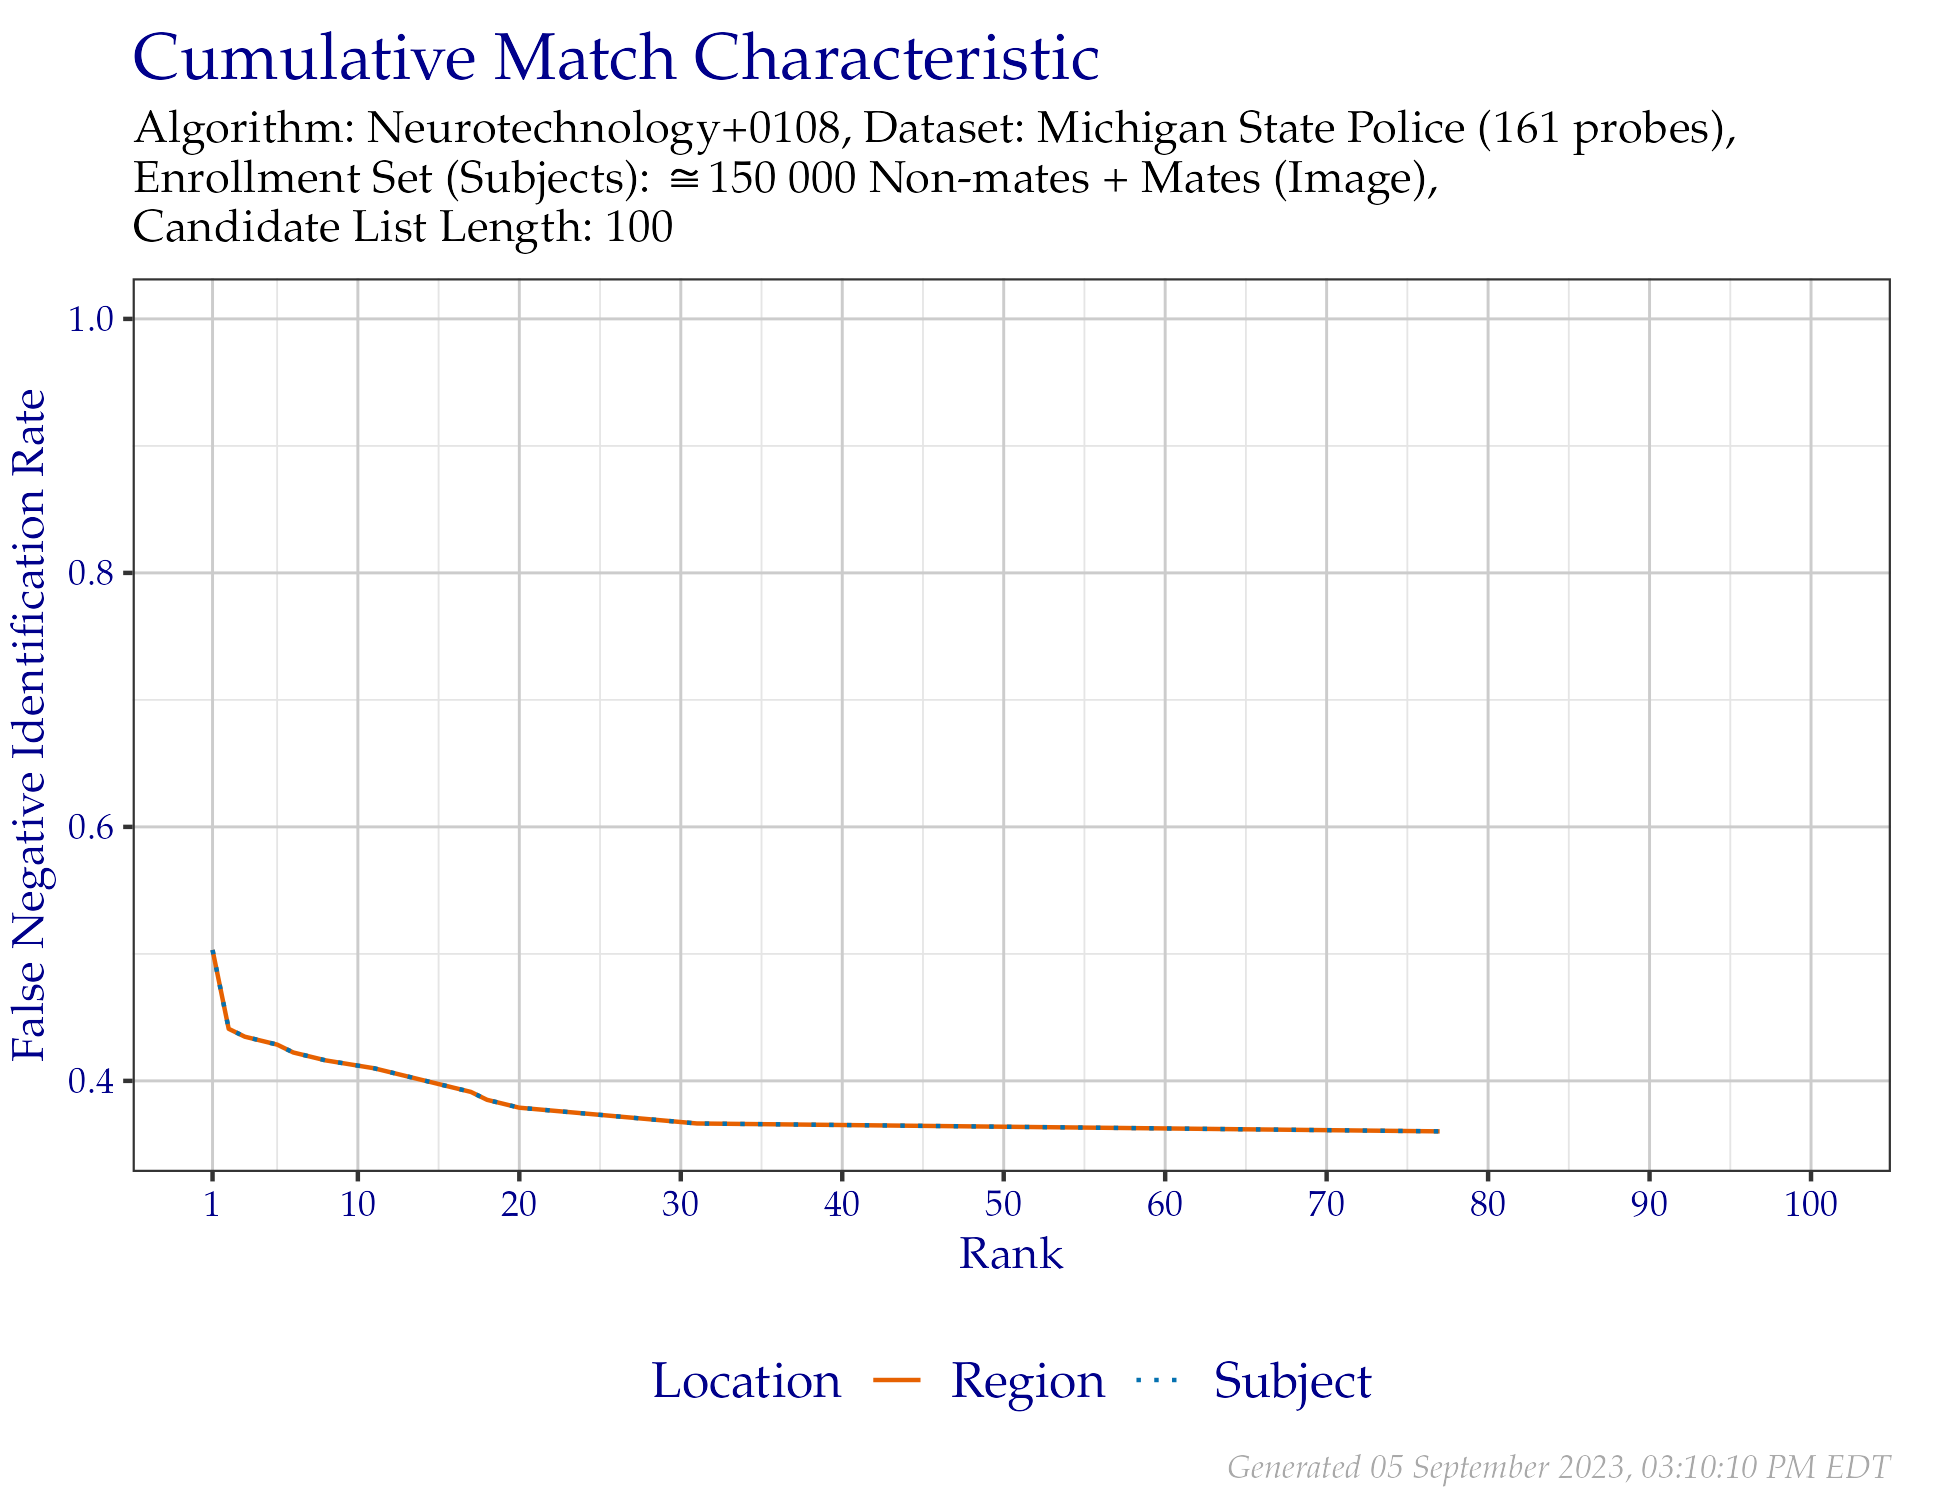 Cumulative Match Characteristic
Algorithm: Neurotechnology+0108, Dataset: Michigan State Police (161 probes),
Enrollment Set (Subjects): ≅ 150 000 Non-mates + Mates (Image),
Candidate List Length: 100
False Negative Identification Rate
1.0
0.8
0.6
0.4
1 10 20 30 40 50 60 70 80 90 100
Rank
Location Region Subject
Generated 05 September 2023, 03:10:10 PM EDT